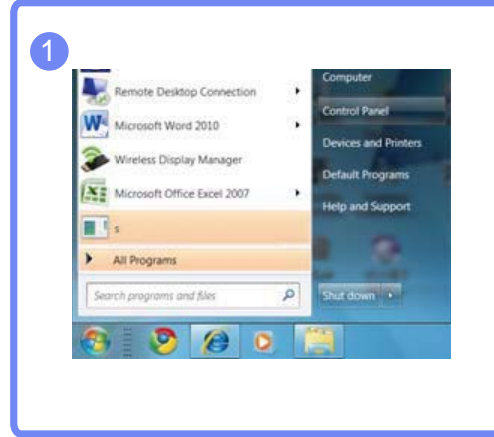 1
Remote Desktop Connection
Microsoft Word 2010
Wireless Display Manager
Microsoft Office Excel 2007
s
All Programs
Search programs and files
Computer
Control Panel
Devices and Printers
Default Programs
Help and Support
Shut down